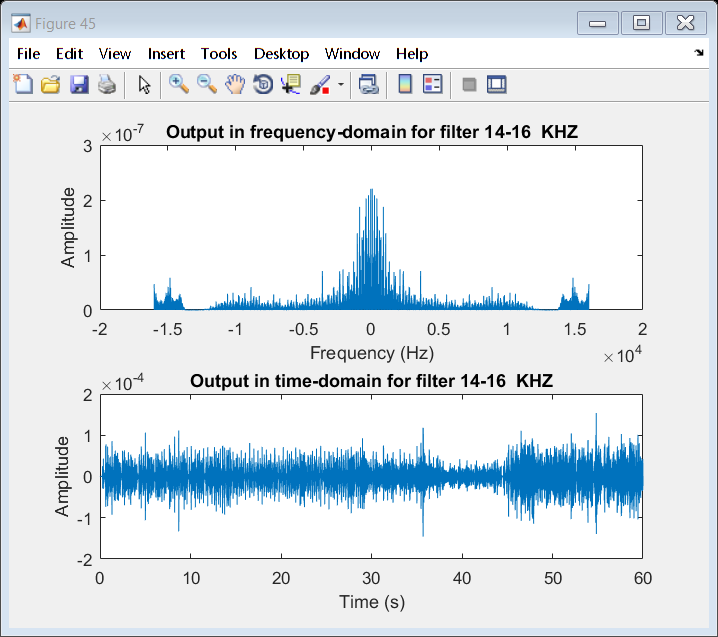 Figure 45
File Edit View Insert Tools Desktop Window Help
×10-7
Output in frequency-domain for filter 14-16  KHZ
3
2
1
0
Amplitude
-2 -1.5 -1 -0.5 0 0.5 1 1.5 2
Frequency (Hz)
×10 4
×10-4
Output in time-domain for filter 14-16  KHZ
2
1
0
-1
-2
Amplitude
0 10 20 30 40 50 60
Time (s)